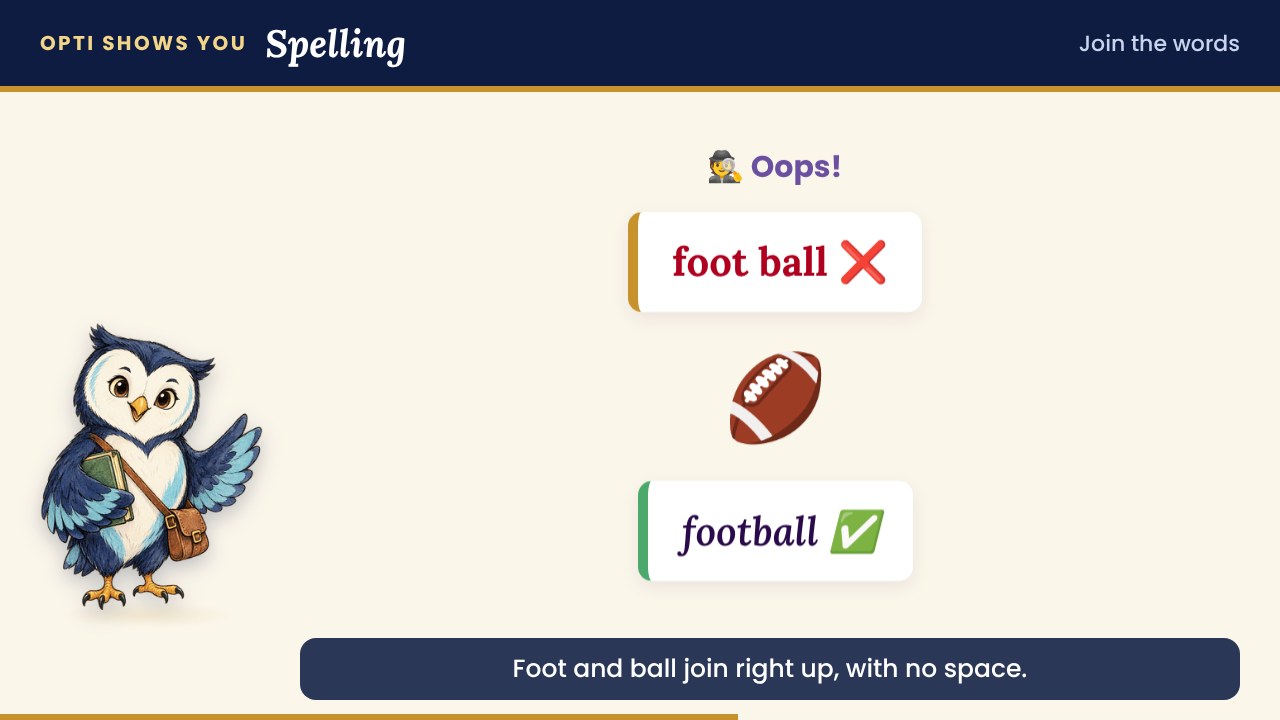 OPTI SHOWS YOU Spelling
Join the words
Oops!
foot ball ❌
football ✅
Foot and ball join right up, with no space.